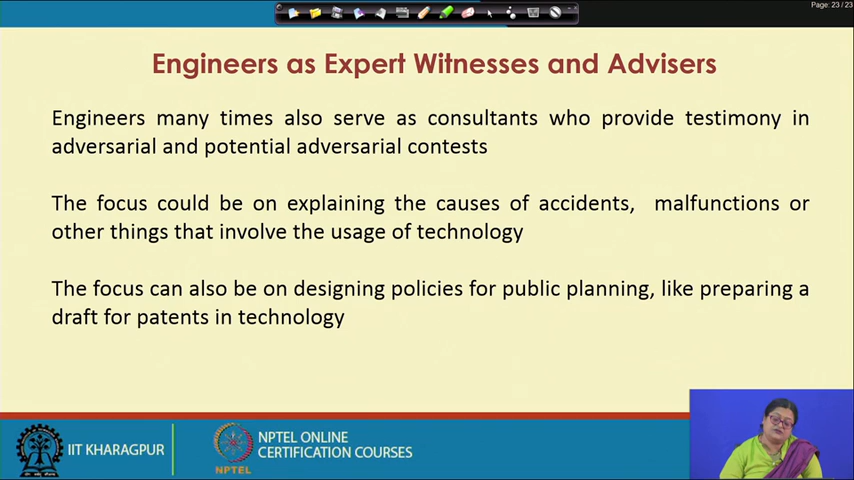 Page: 23 / 23
Engineers as Expert Witnesses and Advisers
Engineers many times also serve as consultants who provide testimony in
adversarial and potential adversarial contests
The focus could be on explaining the causes of accidents, malfunctions or
other things that involve the usage of technology
The focus can also be on designing policies for public planning, like preparing a
draft for patents in technology
IIT KHARAGPUR
NPTEL
NPTEL ONLINE
CERTIFICATION COURSES